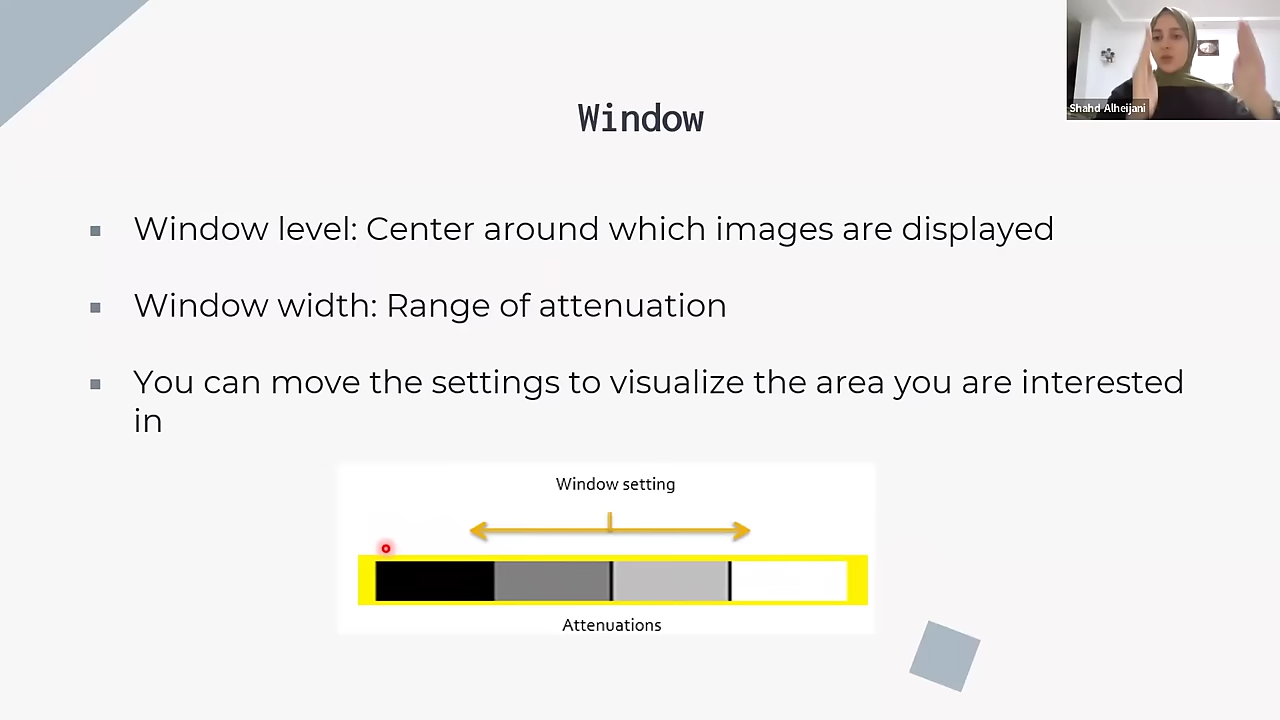 Shahd Alheijani
Window
Window level: Center around which images are displayed
Window width: Range of attenuation
You can move the settings to visualize the area you are interested
in
Window setting
Attenuations